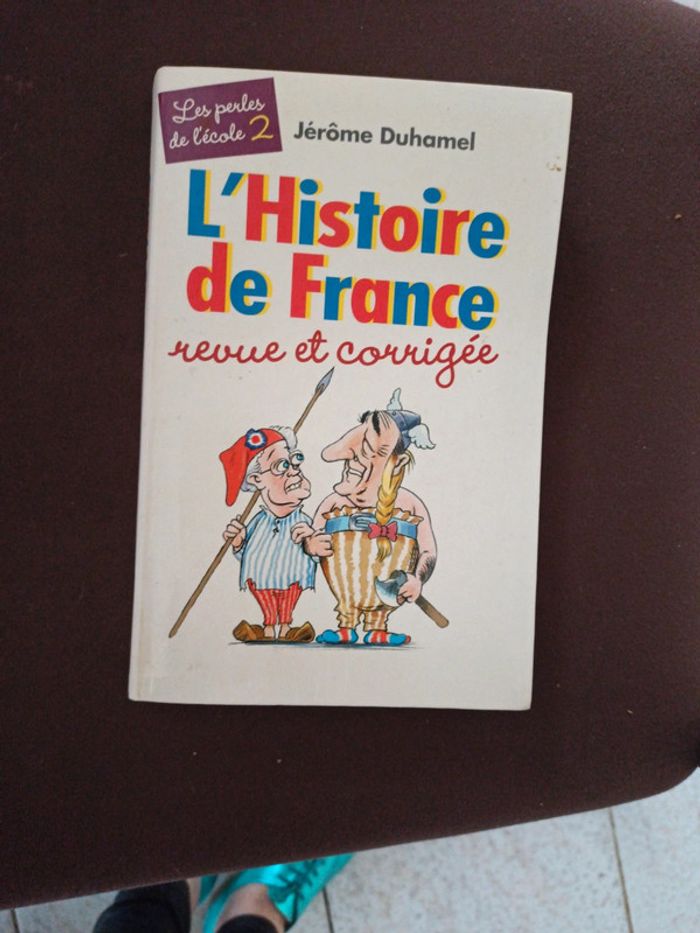 Les perles
de l'école 2
Jérôme Duhamel
L'Histoire
de France
revue et corrigée